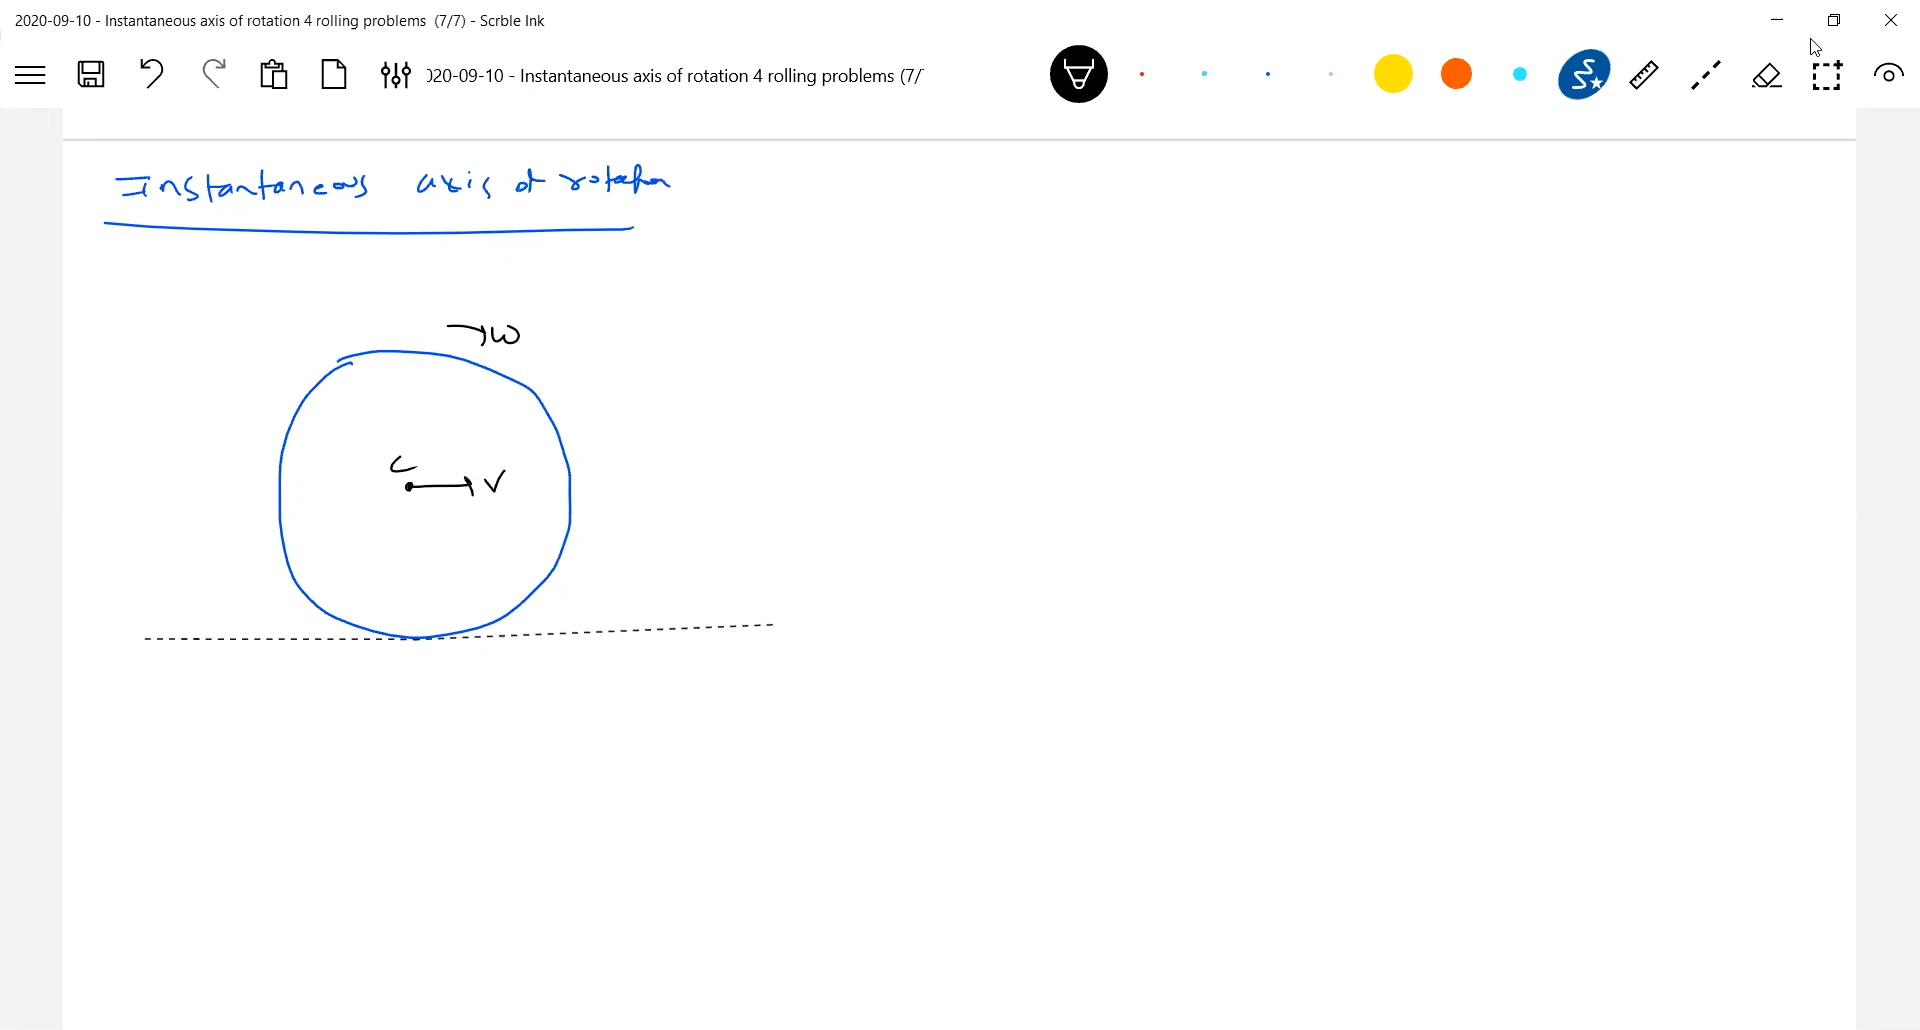 2020-09-10 - Instantaneous axis of rotation 4 rolling problems (7/7) - Scrble Ink
020-09-10 - Instantaneous axis of rotation 4 rolling problems (7/
Instantaneous axis of rotation
ω
C
V